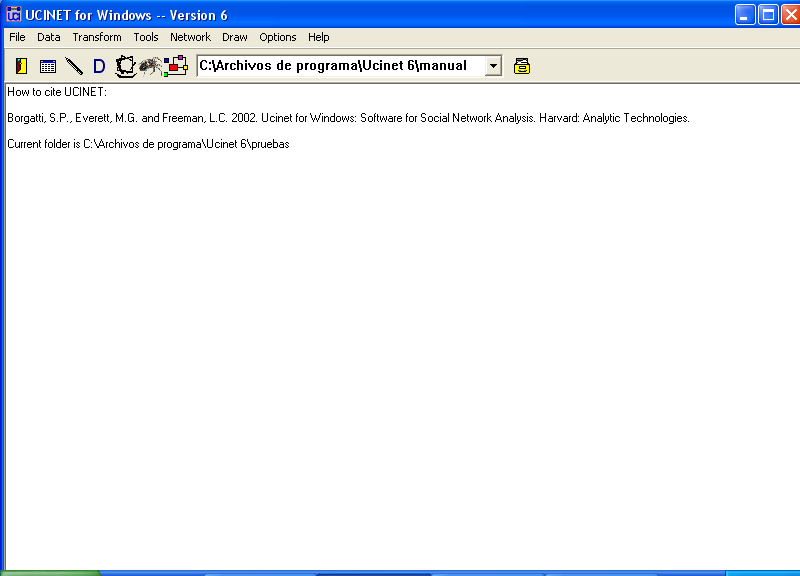 UCINET for Windows -- Version 6
File Data Transform Tools Network Draw Options Help
D C:\Archivos de programa\Ucinet 6\manual
How to cite UCINET:
Borgatti, S.P., Everett, M.G. and Freeman, L.C. 2002. Ucinet for Windows: Software for Social Network Analysis. Harvard: Analytic Technologies.
Current folder is C:\Archivos de programa\Ucinet 6\pruebas